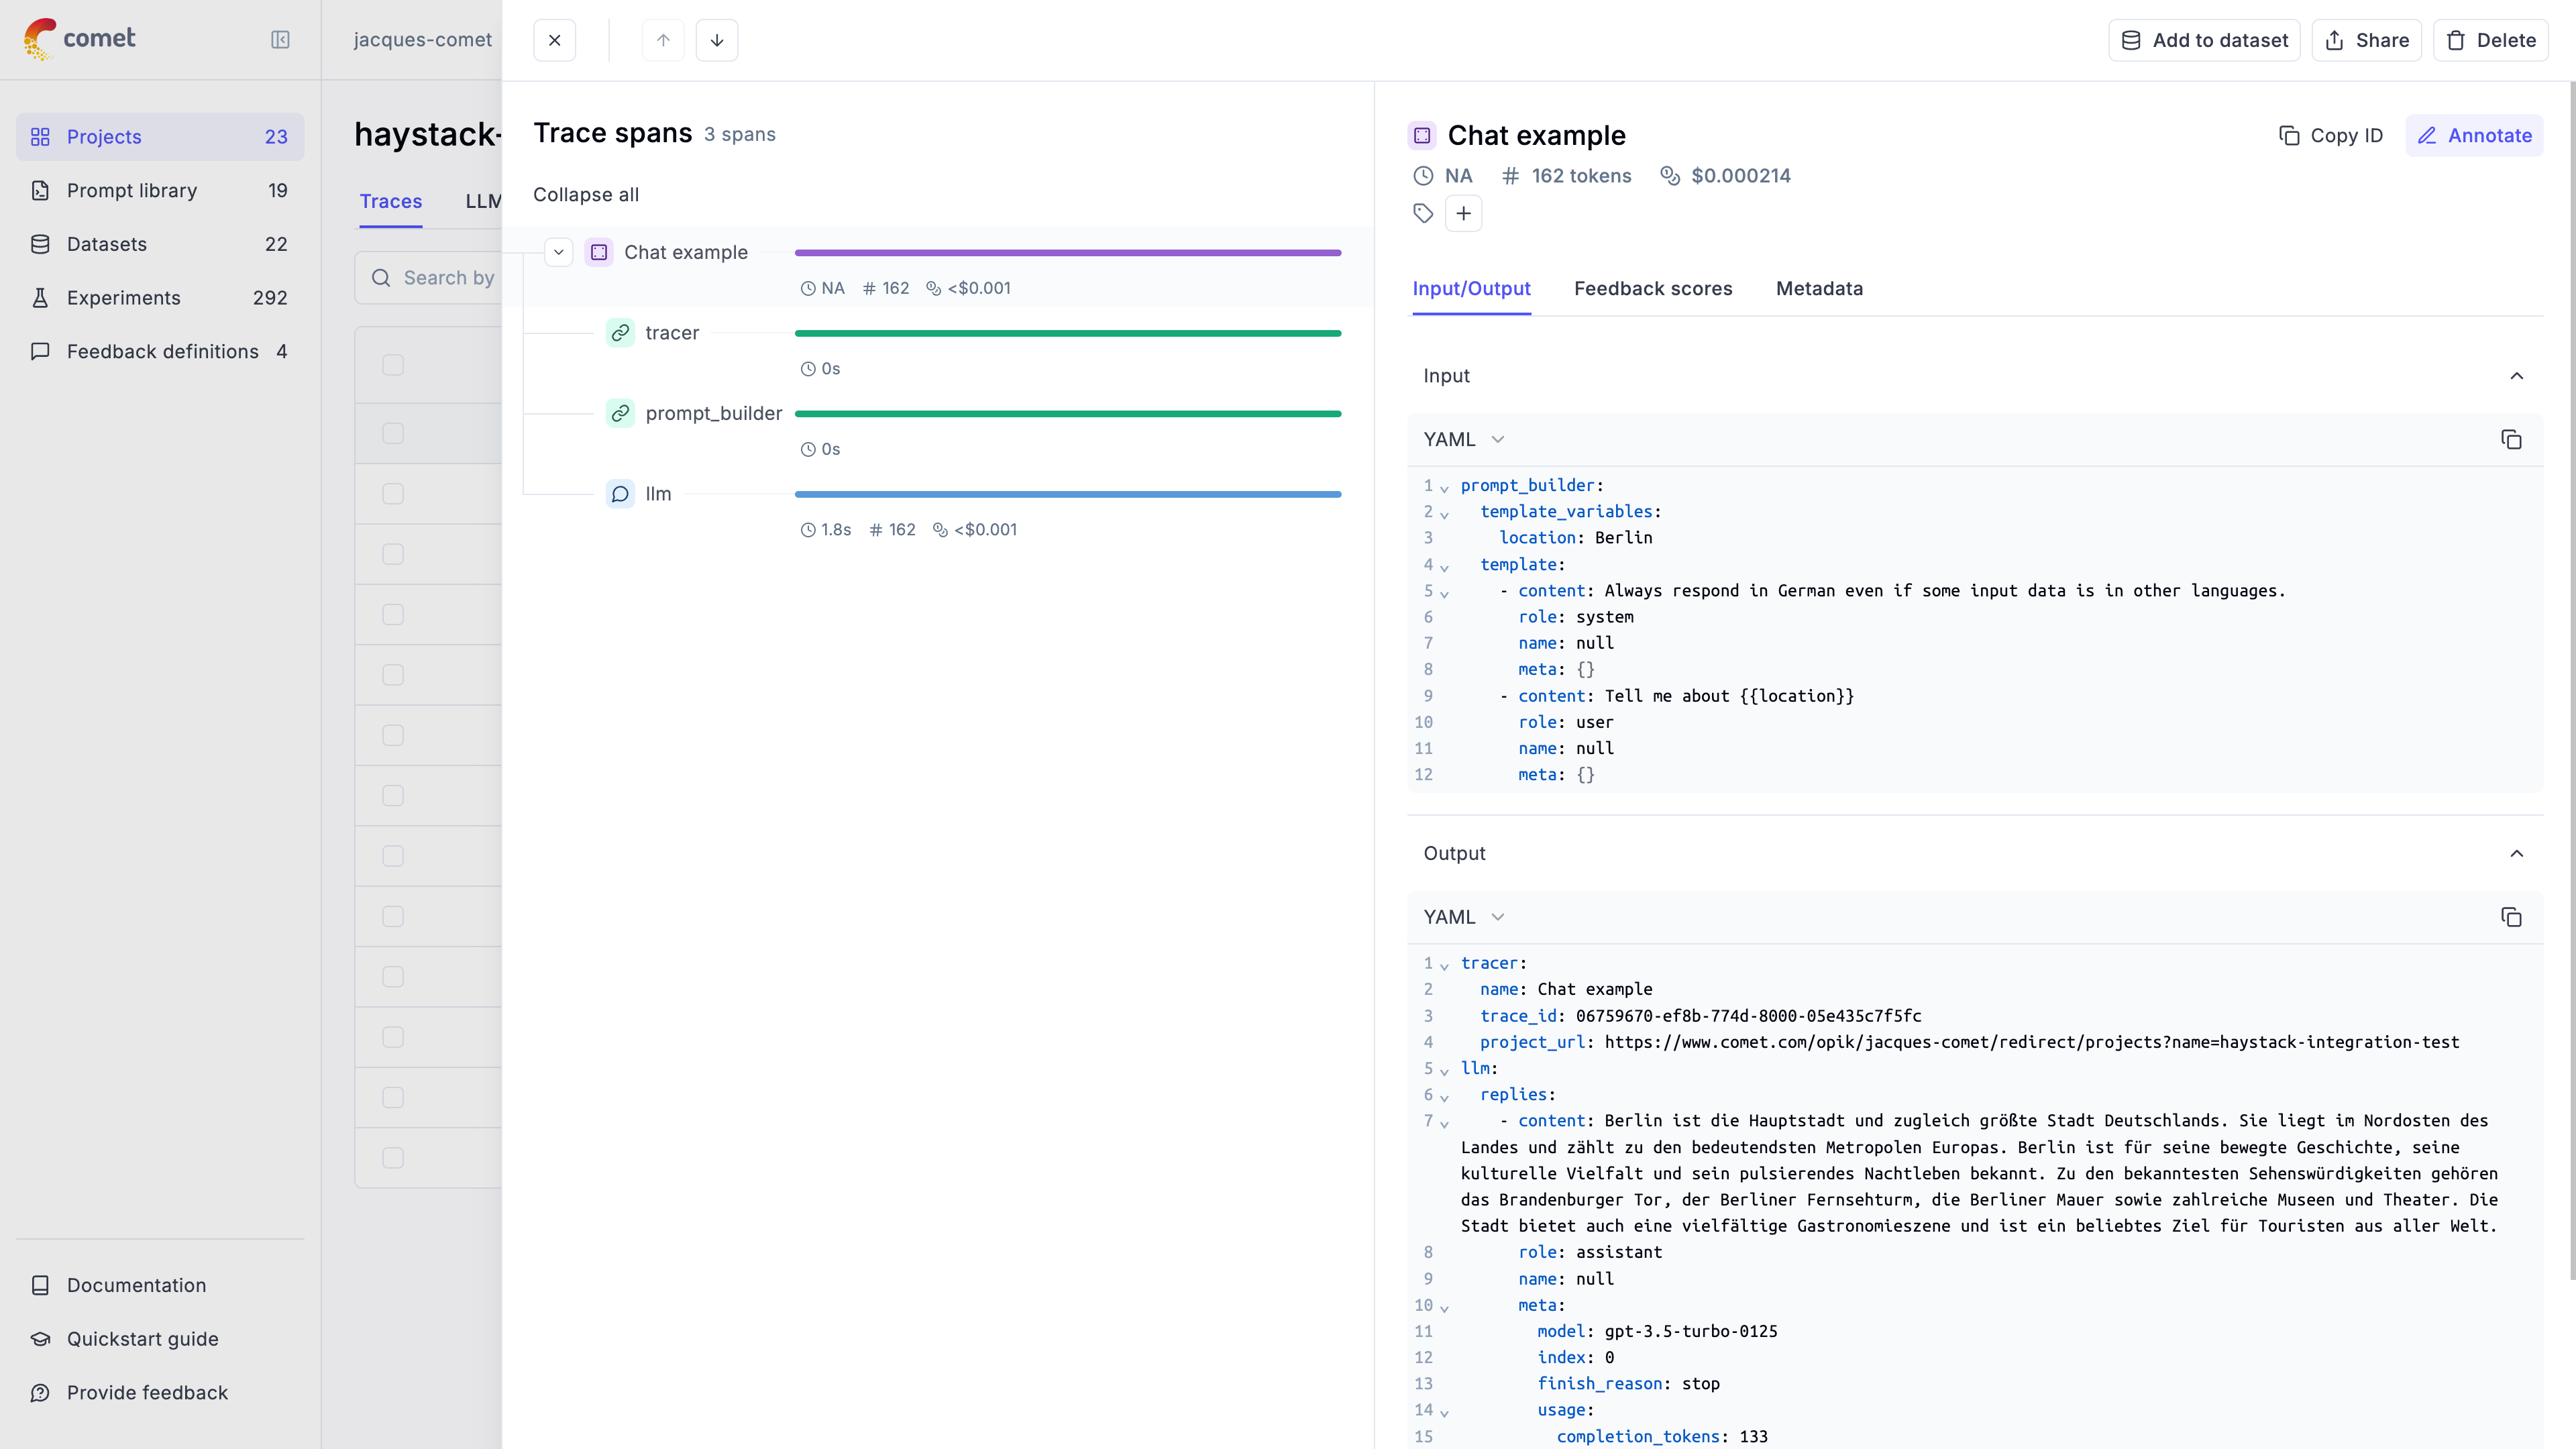 comet
jacques-comet
Add to dataset
Share
Delete
Projects 23
Prompt library 19
Datasets 22
Experiments 292
Feedback definitions 4
Documentation
Quickstart guide
Provide feedback
haystack-
Traces LLM
Search by
Trace spans 3 spans
Collapse all
Chat example
NA # 162 <$0.001
tracer
0s
prompt_builder
0s
llm
1.8s # 162 <$0.001
Chat example
Copy ID
Annotate
NA # 162 tokens $0.000214
Input/Output Feedback scores Metadata
Input
YAML
1 prompt_builder:
2 template_variables:
3 location: Berlin
4 template:
5 - content: Always respond in German even if some input data is in other languages.
6 role: system
7 name: null
8 meta: {}
9 - content: Tell me about {{location}}
10 role: user
11 name: null
12 meta: {}
Output
YAML
1 tracer:
2 name: Chat example
3 trace_id: 06759670-ef8b-774d-8000-05e435c7f5fc
4 project_url: https://www.comet.com/opik/jacques-comet/redirect/projects?name=haystack-integration-test
5 llm:
6 replies:
7 - content: Berlin ist die Hauptstadt und zugleich größte Stadt Deutschlands. Sie liegt im Nordosten des
Landes und zählt zu den bedeutendsten Metropolen Europas. Berlin ist für seine bewegte Geschichte, seine
kulturelle Vielfalt und sein pulsierendes Nachtleben bekannt. Zu den bekanntesten Sehenswürdigkeiten gehören
das Brandenburger Tor, der Berliner Fernsehturm, die Berliner Mauer sowie zahlreiche Museen und Theater. Die
Stadt bietet auch eine vielfältige Gastronomieszene und ist ein beliebtes Ziel für Touristen aus aller Welt.
8 role: assistant
9 name: null
10 meta:
11 model: gpt-3.5-turbo-0125
12 index: 0
13 finish_reason: stop
14 usage:
15 completion_tokens: 133